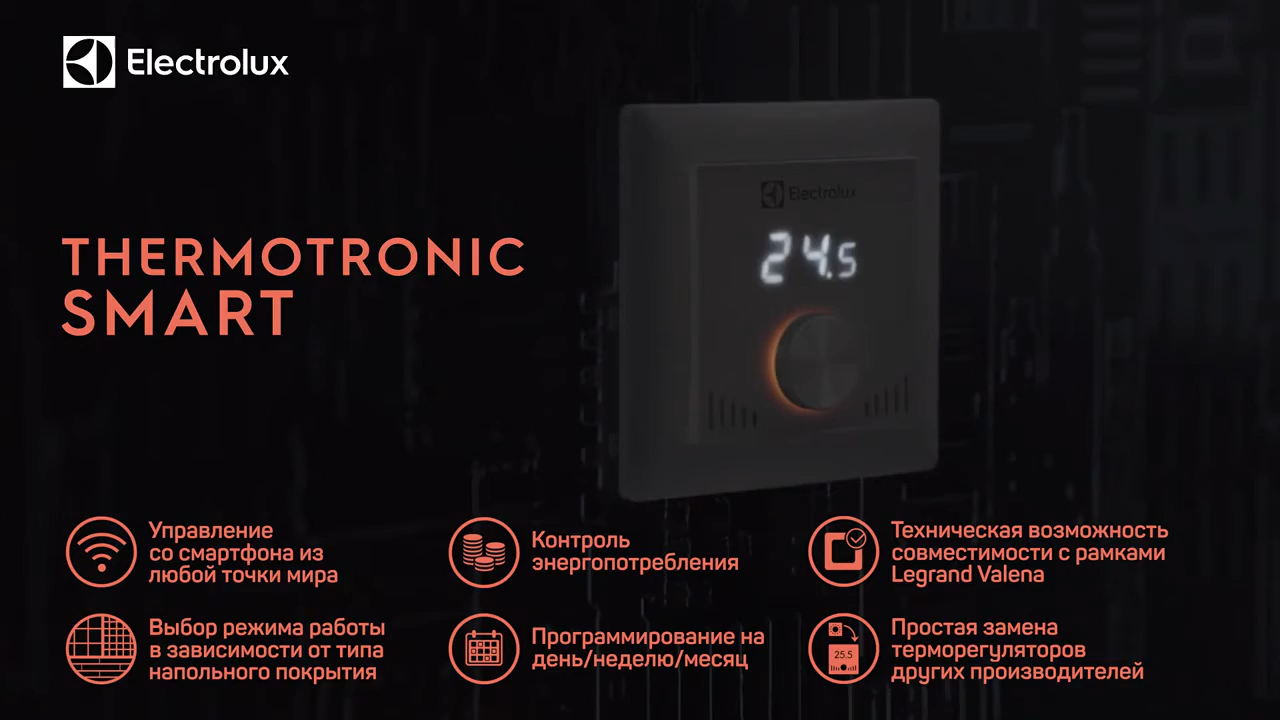 Electrolux
Electrolux
24.5
THERMOTRONIC
SMART
Управление
со смартфона из
любой точки мира
Контроль
энергопотребления
Техническая возможность
совместимости с рамками
Legrand Valena
Выбор режима работы
в зависимости от типа
напольного покрытия
Программирование на
день/неделю/месяц
25.5
Простая замена
терморегуляторов
других производителей